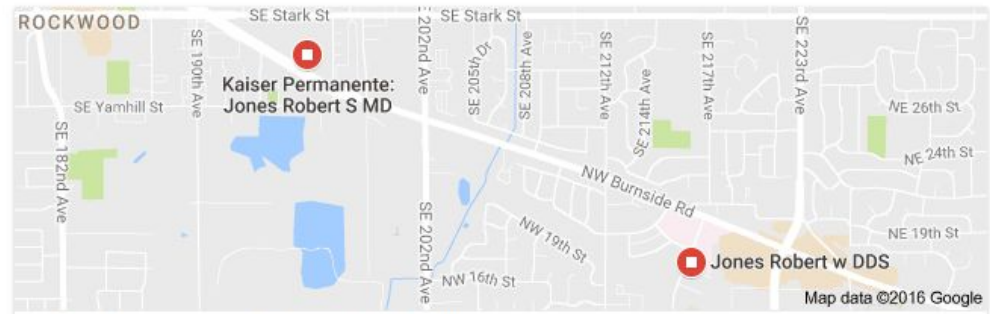 SE Stark St
SE Stark St
ROCKWOOD
SE 190th Ave
SE 202nd Ave
SE 205th Dr
SE 208th Ave
SE 212th Ave
SE 217th Ave
SE 223rd Ave
Kaiser Permanente:
Jones Robert S MD
SE Yamhill St
SE 214th Ave
NE 26th St
SE 182nd Ave
NE 24th St
NW Burnside Rd
SE 202nd Ave
NW 19th St
NE 19th St
Jones Robert w DDS
NW 16th St
Map data ©2016 Google